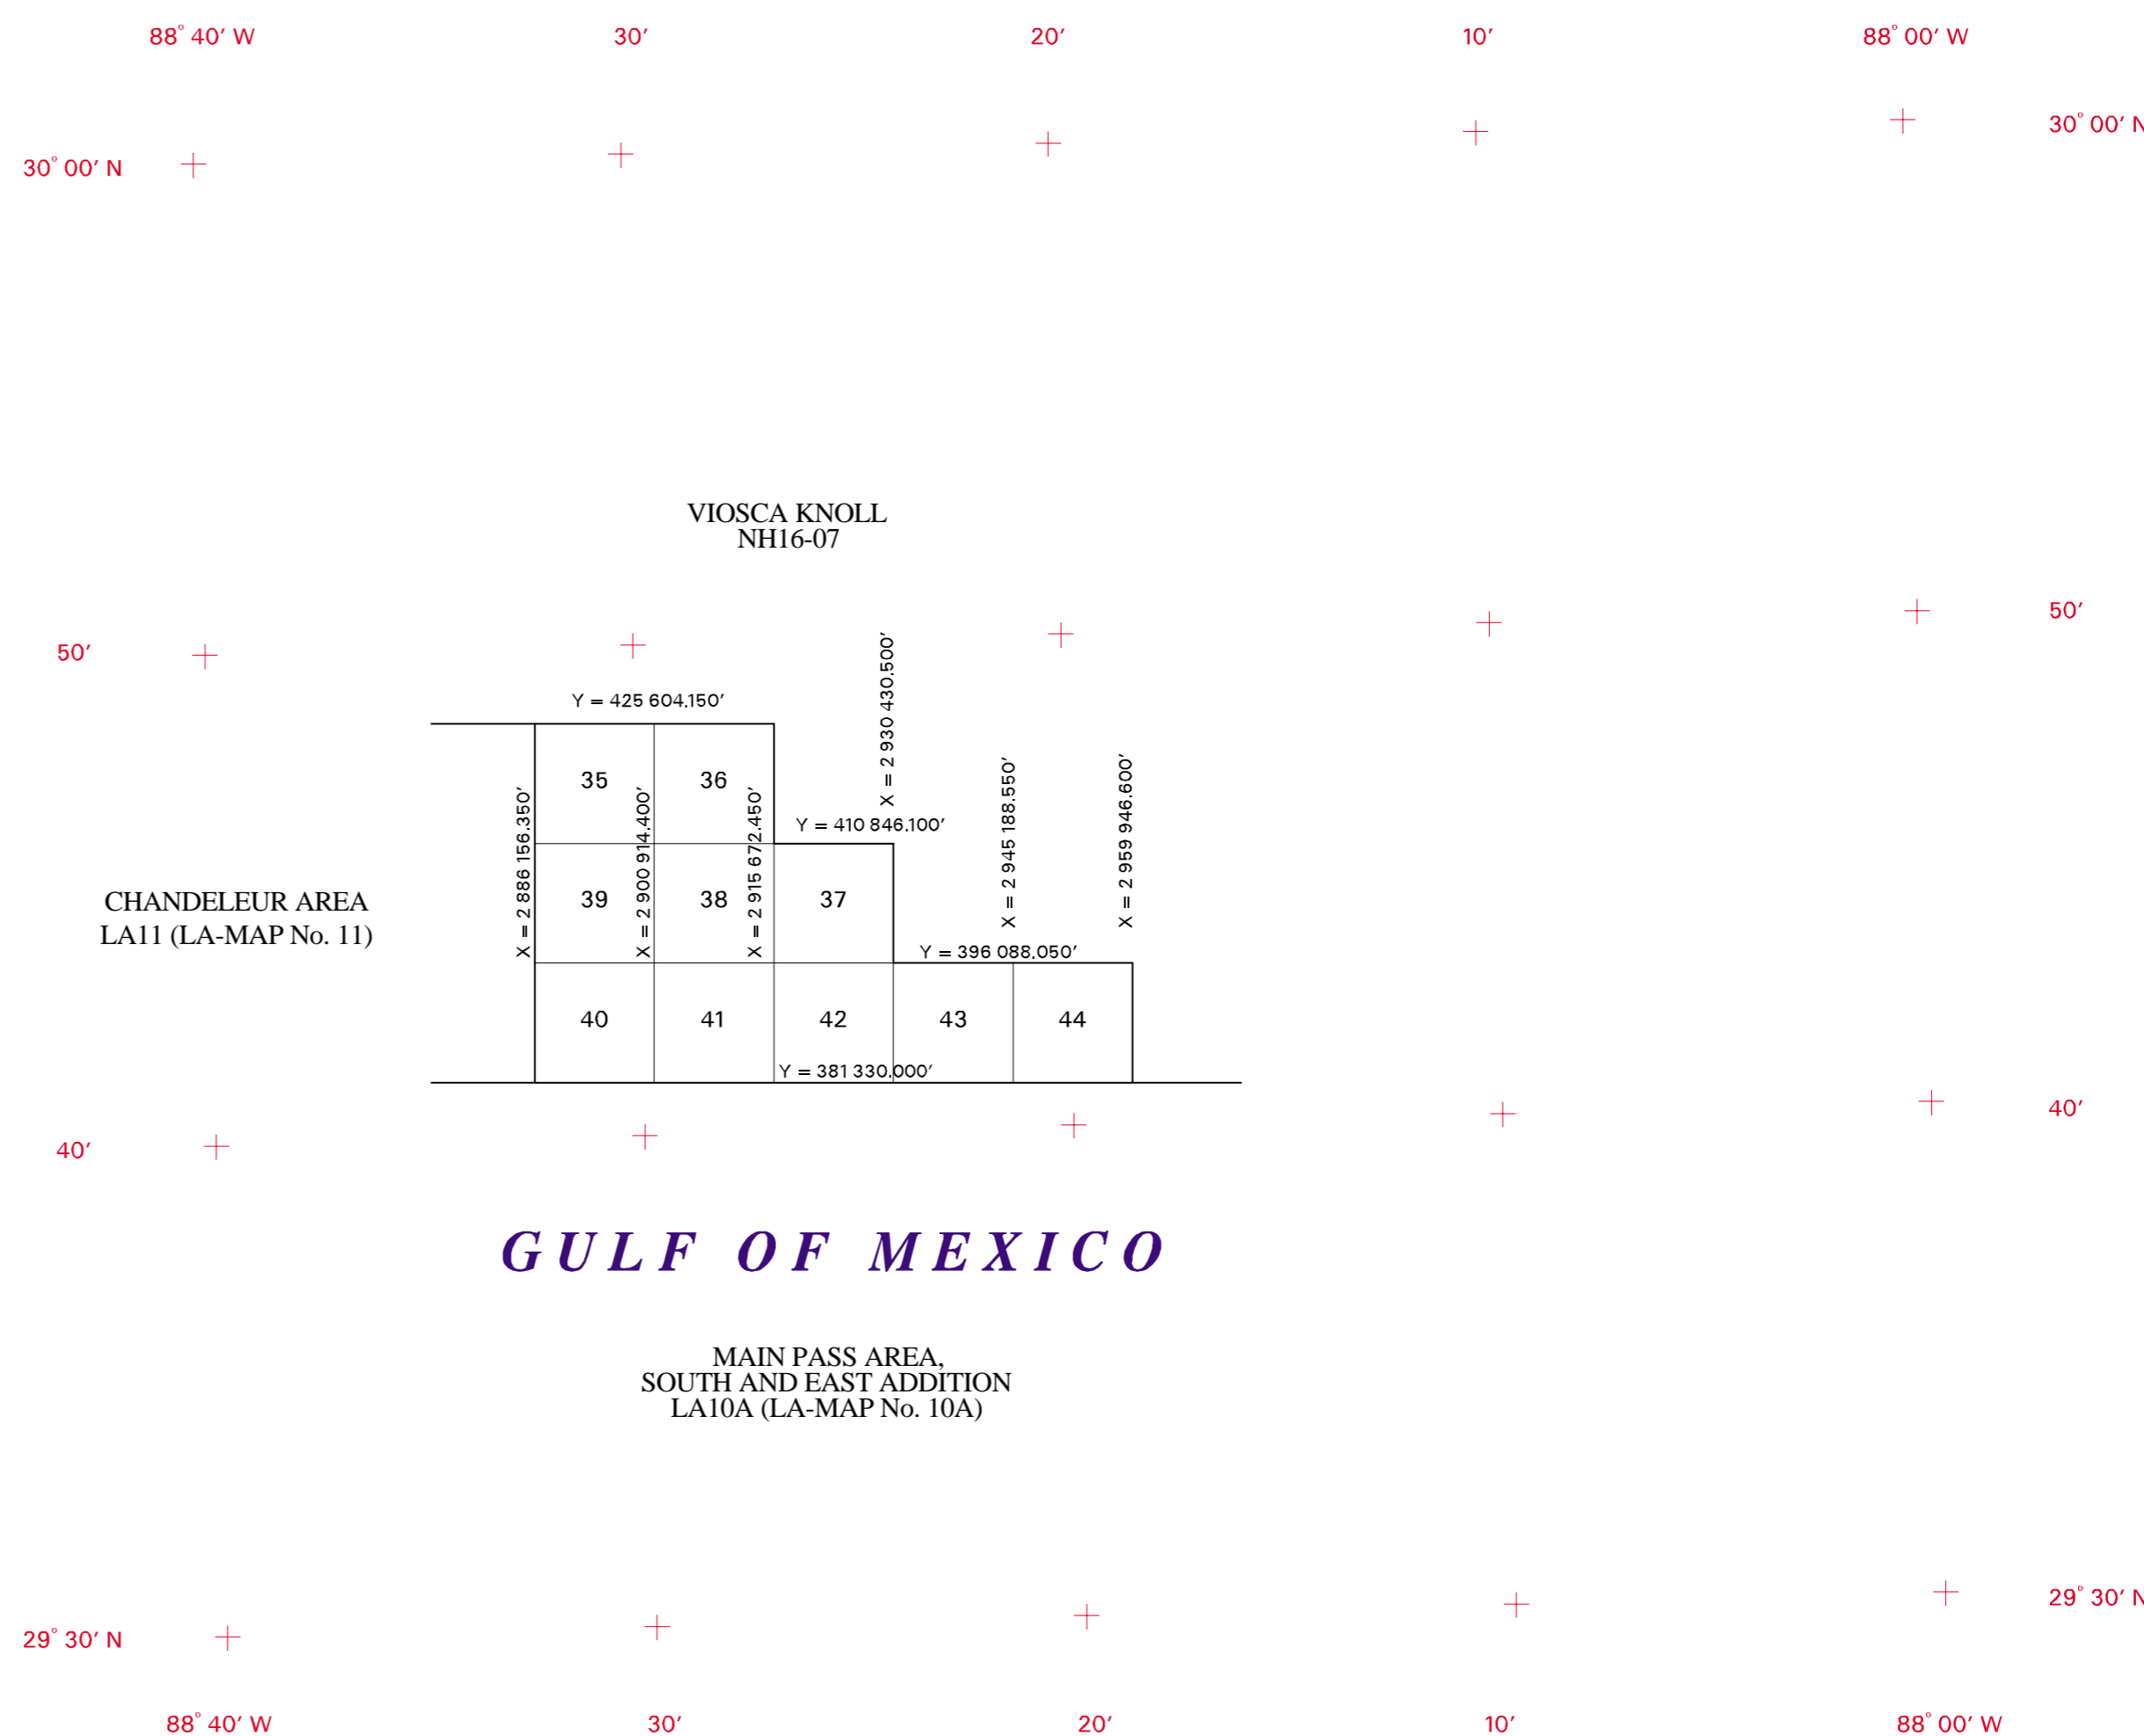 88° 40′ W 30′ 20′ 10′ 88° 00′ W
30° 00′ N 30° 00′ N
VIOSCA KNOLL
NH16-07
50′ 50′
Y = 425 604.150′
X = 2 930 430.500′
X = 2 945 188.550′
X = 2 959 946.600′
35 36
X = 2 886 156.350′
X = 2 900 914.400′
X = 2 915 672.450′
Y = 410 846.100′
39 38 37
CHANDELEUR AREA
LA11 (LA-MAP No. 11)
Y = 396 088.050′
40 41 42 43 44
Y = 381 330.000′
40′ 40′
GULF OF MEXICO
MAIN PASS AREA,
SOUTH AND EAST ADDITION
LA10A (LA-MAP No. 10A)
29° 30′ N 29° 30′ N
88° 40′ W 30′ 20′ 10′ 88° 00′ W